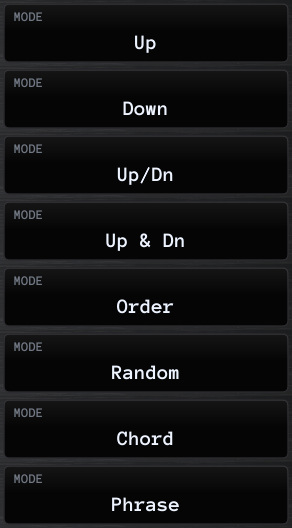 MODE
Up
MODE
Down
MODE
Up/Dn
MODE
Up & Dn
MODE
Order
MODE
Random
MODE
Chord
MODE
Phrase